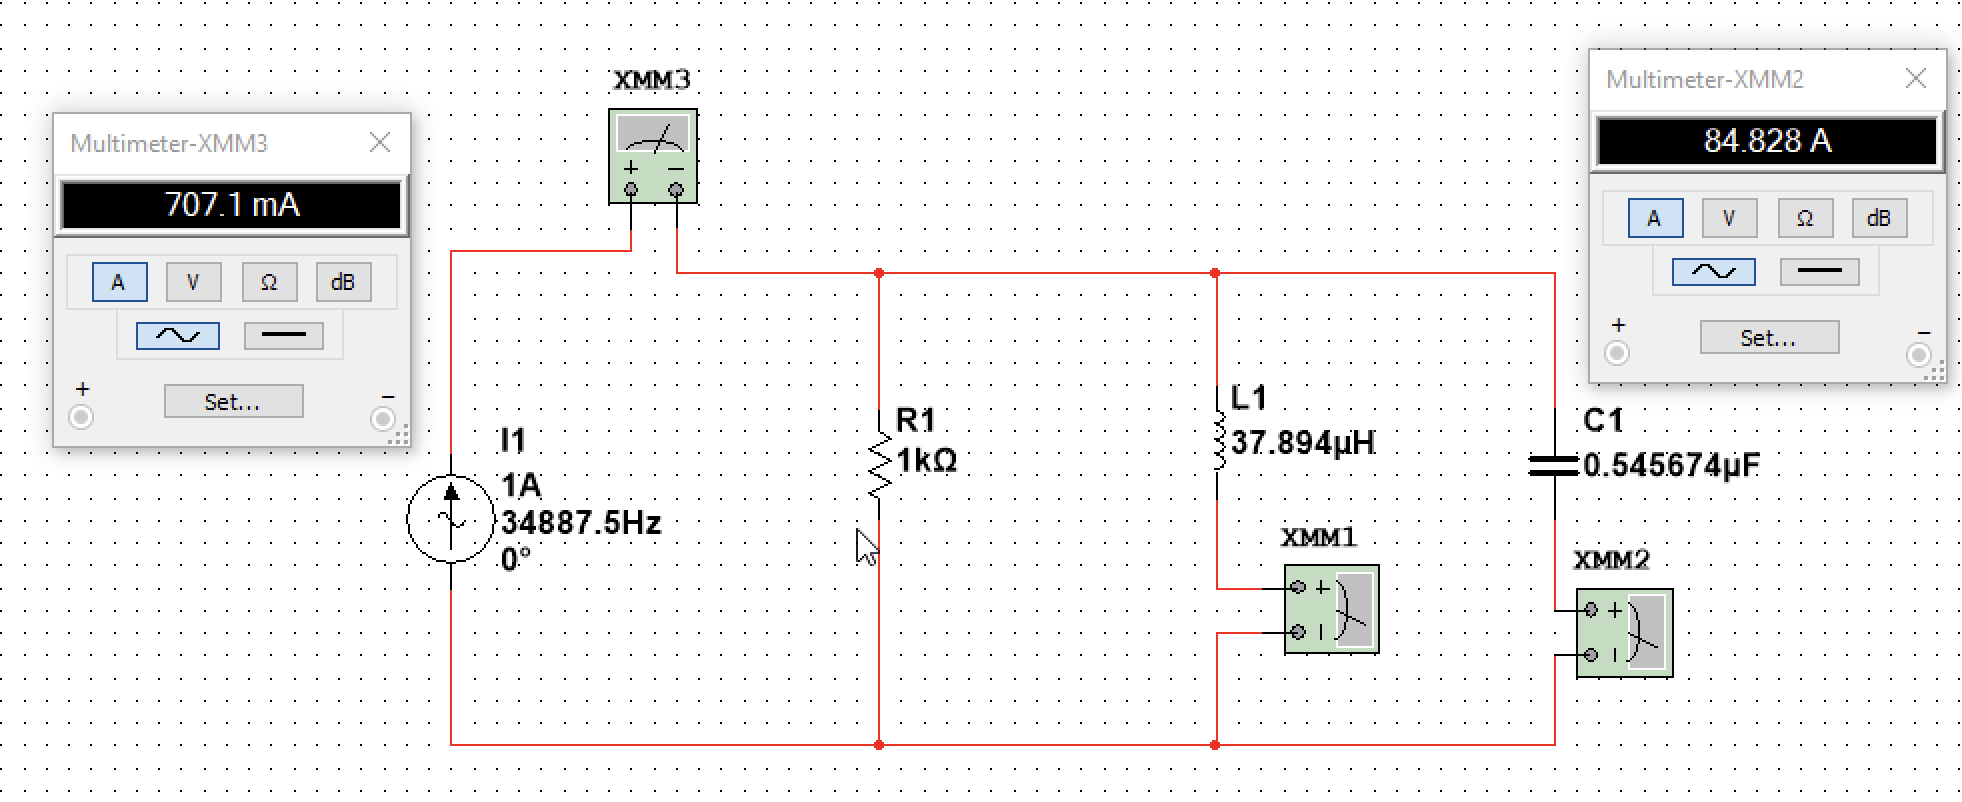 XMM3
Multimeter-XMM3
707.1 mA
A V Ω dB
Set...
+ −
Multimeter-XMM2
84.828 A
A V Ω dB
Set...
+ −
+ −
I1
1A
34887.5Hz
0°
R1
1kΩ
L1
37.894µH
C1
0.545674µF
XMM1
+
−
XMM2
+
−